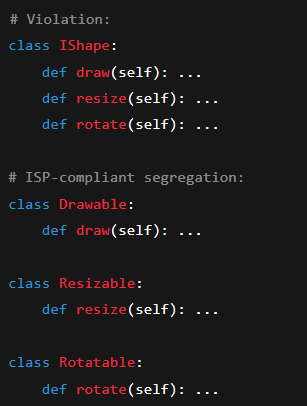 # Violation:
class IShape:
    def draw(self): ...
    def resize(self): ...
    def rotate(self): ...
# ISP-compliant segregation:
class Drawable:
    def draw(self): ...
class Resizable:
    def resize(self): ...
class Rotatable:
    def rotate(self): ...